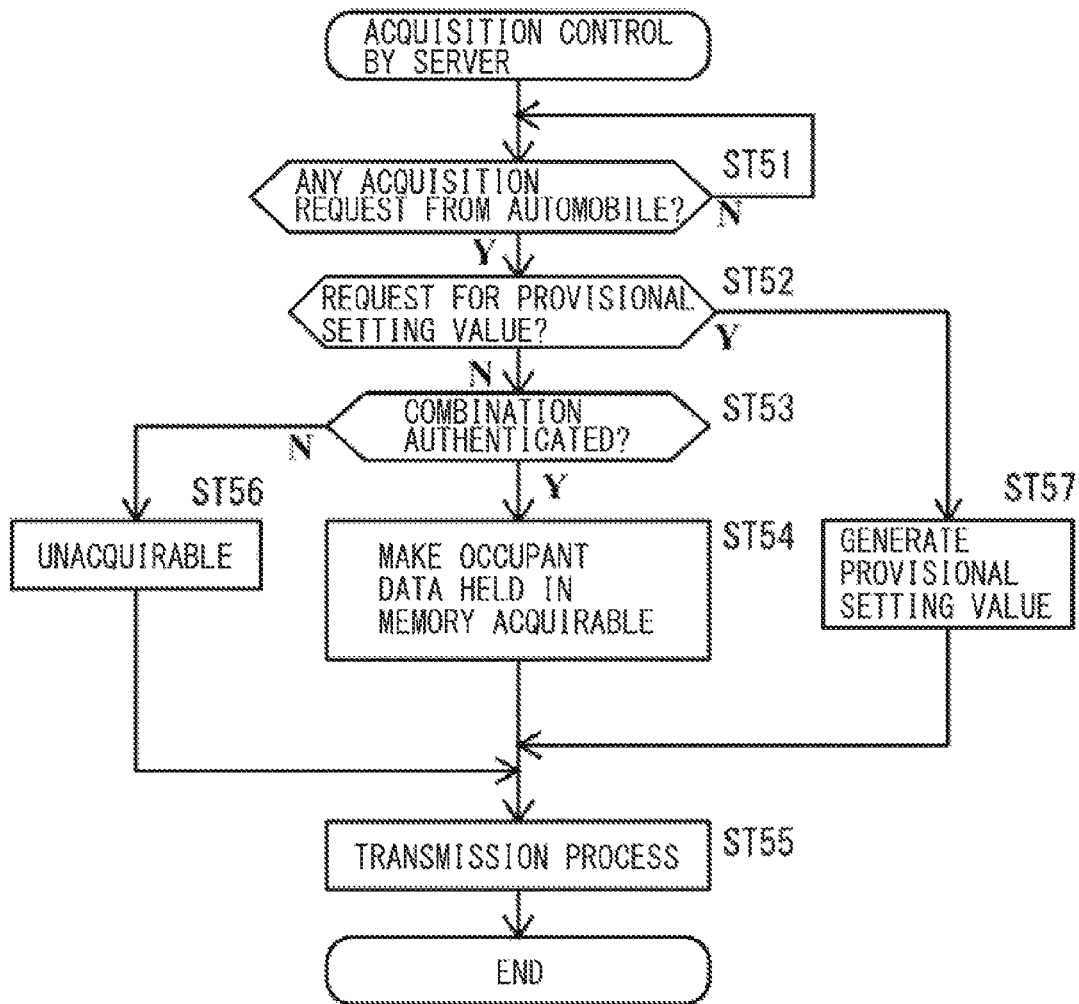 ACQUISITION CONTROL
BY SERVER
ST51
ANY ACQUISITION
REQUEST FROM AUTOMOBILE?
N
Y
ST52
REQUEST FOR PROVISIONAL
SETTING VALUE?
Y
N
ST53
COMBINATION
AUTHENTICATED?
N
Y
ST56
UNACQUIRABLE
ST54
MAKE OCCUPANT
DATA HELD IN
MEMORY ACQUIRABLE
ST57
GENERATE
PROVISIONAL
SETTING VALUE
ST55
TRANSMISSION PROCESS
END